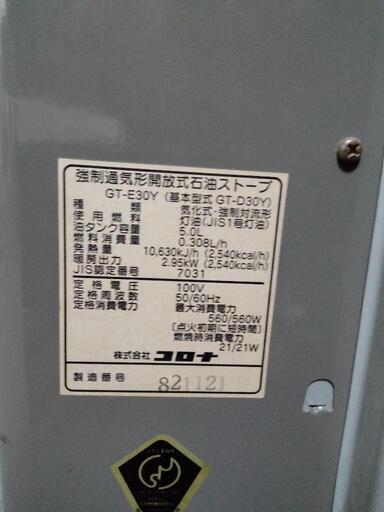 強制通気形開放式石油ストーブ
GT-E30Y (基本型式 GT-D30Y)
種類 気化式・強制対流形
使用燃料 灯油(JIS1号灯油)
油タンク容量 5.0L
燃料消費量 0.308L/h
発熱量 10,630kJ/h {2,540kcal/h}
暖房出力 2.95kW {2,540kcal/h}
JIS認定番号 7031
定格電圧 100V
定格周波数 50/60Hz
定格消費電力 最大消費電力
560/560W
〔点火初期に短時間〕
燃焼時消費電力
21/21W
株式会社 コロナ
製造番号 821121